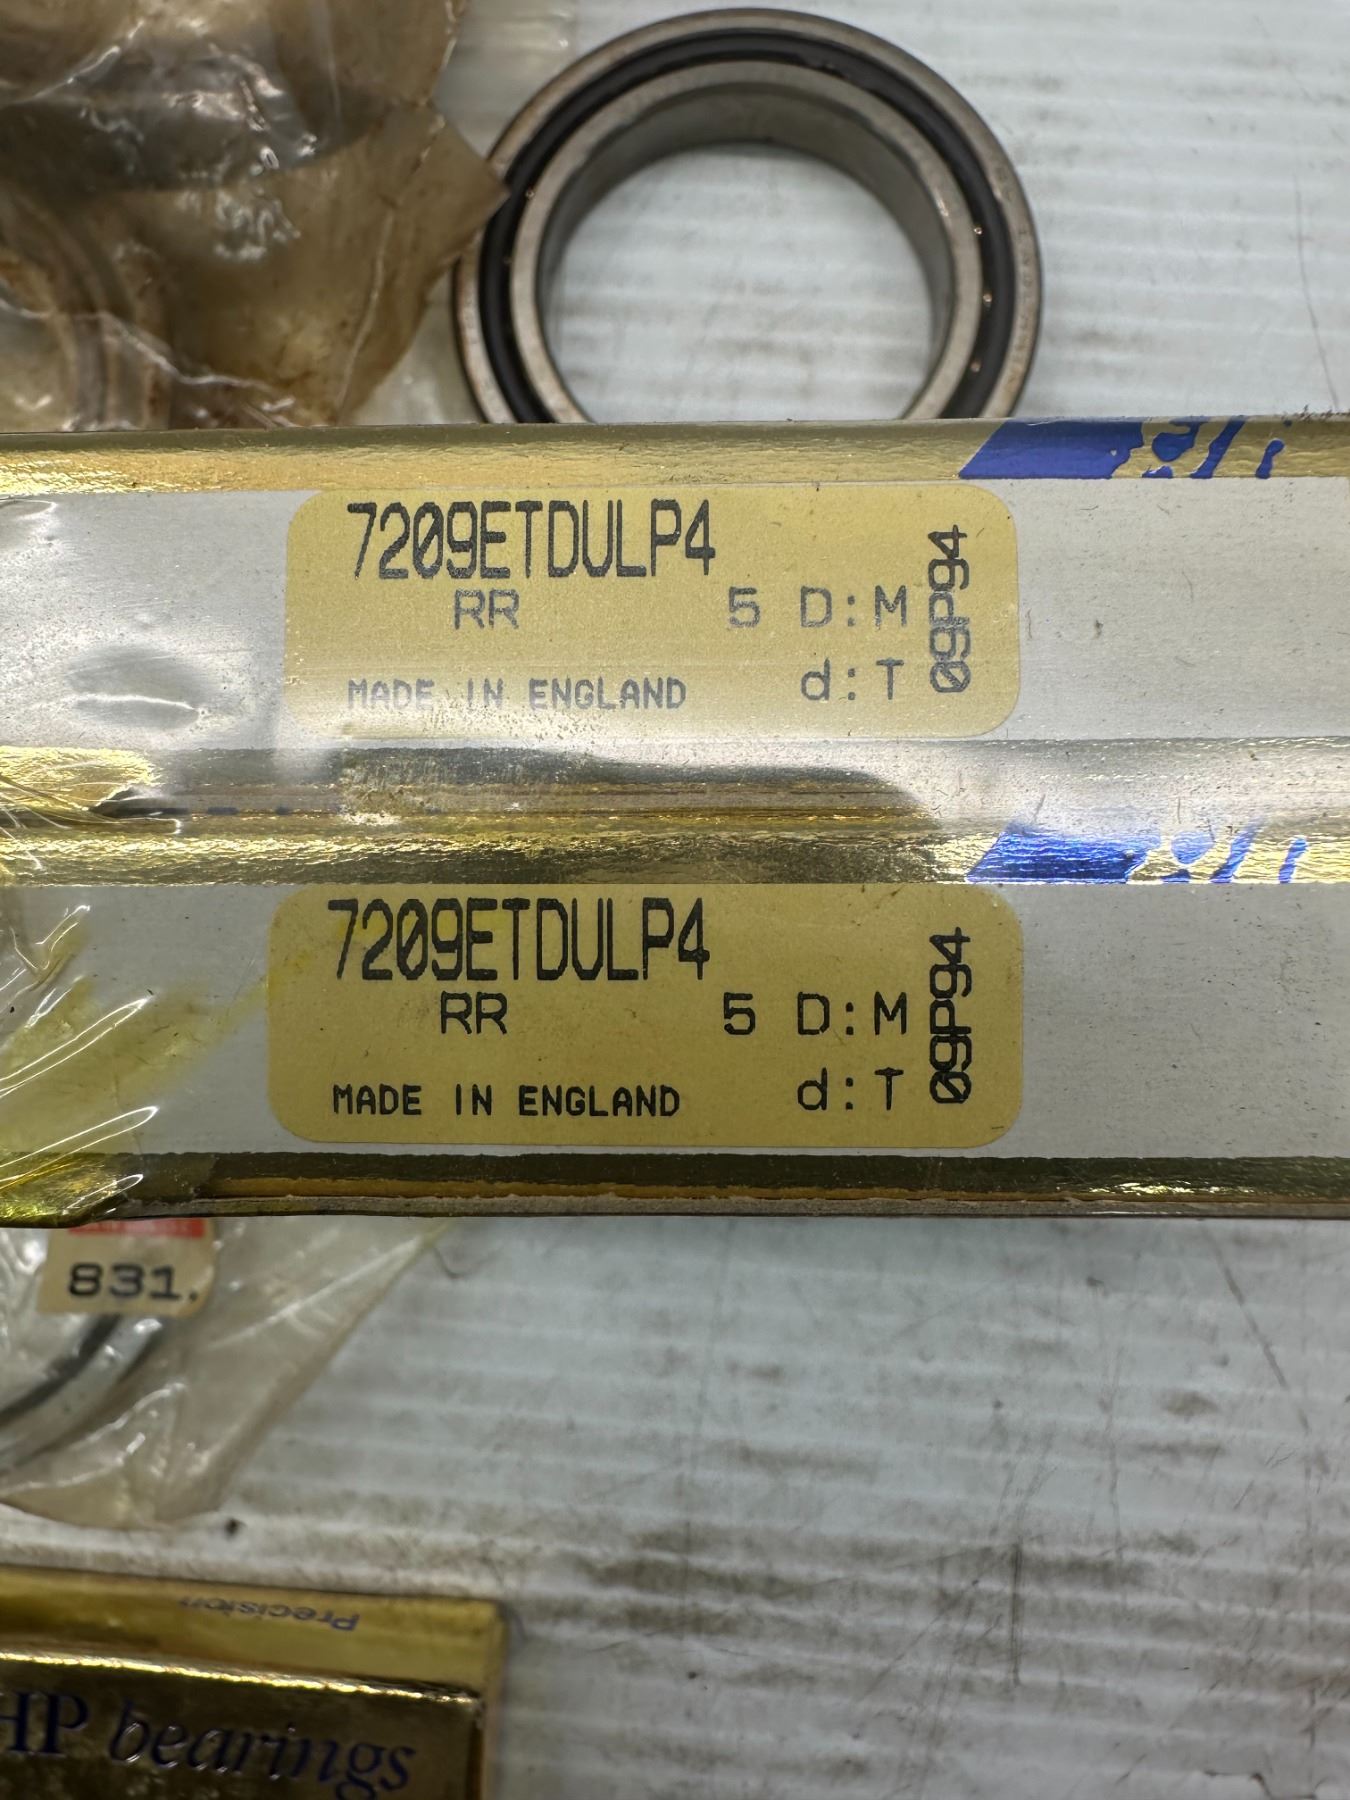 7209ETDULP4
RR 5 D:M
MADE IN ENGLAND d:T
09P94
7209ETDULP4
RR 5 D:M
MADE IN ENGLAND d:T
09P94
831.
Precision
HP bearings